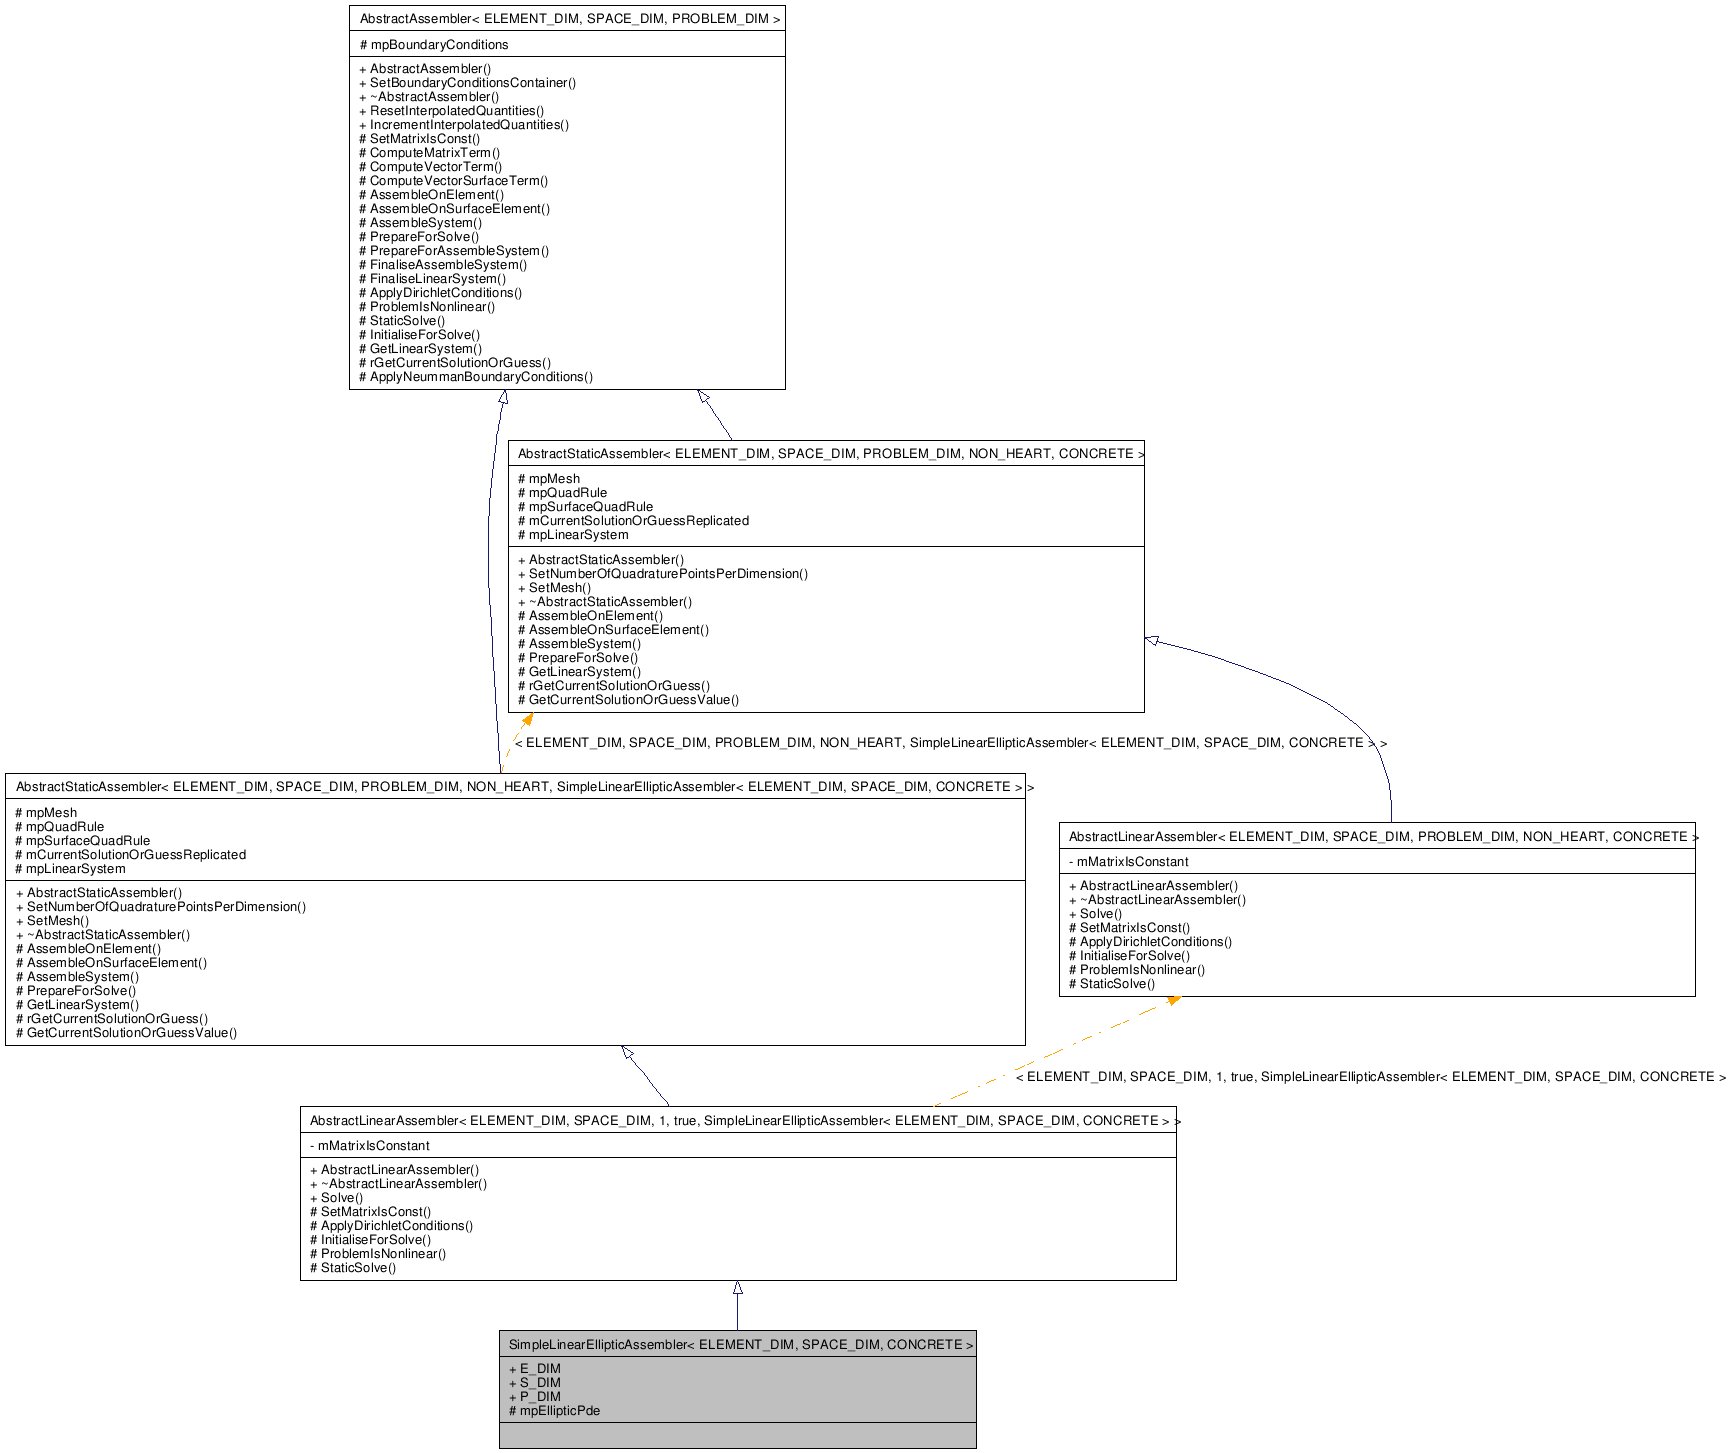 AbstractAssembler< ELEMENT_DIM, SPACE_DIM, PROBLEM_DIM >
# mpBoundaryConditions
+ AbstractAssembler()
+ SetBoundaryConditionsContainer()
+ ~AbstractAssembler()
+ ResetInterpolatedQuantities()
+ IncrementInterpolatedQuantities()
# SetMatrixIsConst()
# ComputeMatrixTerm()
# ComputeVectorTerm()
# ComputeVectorSurfaceTerm()
# AssembleOnElement()
# AssembleOnSurfaceElement()
# AssembleSystem()
# PrepareForSolve()
# PrepareForAssembleSystem()
# FinaliseAssembleSystem()
# FinaliseLinearSystem()
# ApplyDirichletConditions()
# ProblemIsNonlinear()
# StaticSolve()
# InitialiseForSolve()
# GetLinearSystem()
# rGetCurrentSolutionOrGuess()
# ApplyNeummanBoundaryConditions()
AbstractStaticAssembler< ELEMENT_DIM, SPACE_DIM, PROBLEM_DIM, NON_HEART, CONCRETE >
# mpMesh
# mpQuadRule
# mpSurfaceQuadRule
# mCurrentSolutionOrGuessReplicated
# mpLinearSystem
+ AbstractStaticAssembler()
+ SetNumberOfQuadraturePointsPerDimension()
+ SetMesh()
+ ~AbstractStaticAssembler()
# AssembleOnElement()
# AssembleOnSurfaceElement()
# AssembleSystem()
# PrepareForSolve()
# GetLinearSystem()
# rGetCurrentSolutionOrGuess()
# GetCurrentSolutionOrGuessValue()
< ELEMENT_DIM, SPACE_DIM, PROBLEM_DIM, NON_HEART, SimpleLinearEllipticAssembler< ELEMENT_DIM, SPACE_DIM, CONCRETE > >
AbstractStaticAssembler< ELEMENT_DIM, SPACE_DIM, PROBLEM_DIM, NON_HEART, SimpleLinearEllipticAssembler< ELEMENT_DIM, SPACE_DIM, CONCRETE > >
# mpMesh
# mpQuadRule
# mpSurfaceQuadRule
# mCurrentSolutionOrGuessReplicated
# mpLinearSystem
+ AbstractStaticAssembler()
+ SetNumberOfQuadraturePointsPerDimension()
+ SetMesh()
+ ~AbstractStaticAssembler()
# AssembleOnElement()
# AssembleOnSurfaceElement()
# AssembleSystem()
# PrepareForSolve()
# GetLinearSystem()
# rGetCurrentSolutionOrGuess()
# GetCurrentSolutionOrGuessValue()
AbstractLinearAssembler< ELEMENT_DIM, SPACE_DIM, PROBLEM_DIM, NON_HEART, CONCRETE >
- mMatrixIsConstant
+ AbstractLinearAssembler()
+ ~AbstractLinearAssembler()
+ Solve()
# SetMatrixIsConst()
# ApplyDirichletConditions()
# InitialiseForSolve()
# ProblemIsNonlinear()
# StaticSolve()
< ELEMENT_DIM, SPACE_DIM, 1, true, SimpleLinearEllipticAssembler< ELEMENT_DIM, SPACE_DIM, CONCRETE >
AbstractLinearAssembler< ELEMENT_DIM, SPACE_DIM, 1, true, SimpleLinearEllipticAssembler< ELEMENT_DIM, SPACE_DIM, CONCRETE > >
- mMatrixIsConstant
+ AbstractLinearAssembler()
+ ~AbstractLinearAssembler()
+ Solve()
# SetMatrixIsConst()
# ApplyDirichletConditions()
# InitialiseForSolve()
# ProblemIsNonlinear()
# StaticSolve()
SimpleLinearEllipticAssembler< ELEMENT_DIM, SPACE_DIM, CONCRETE >
+ E_DIM
+ S_DIM
+ P_DIM
# mpEllipticPde